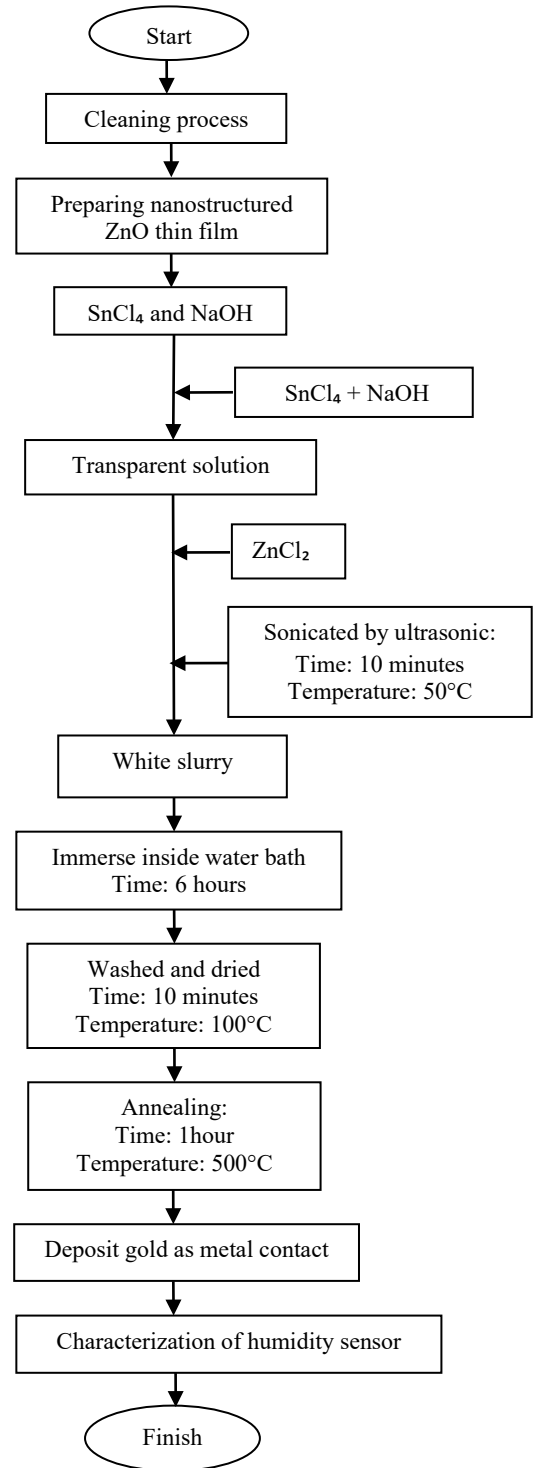 Start
Cleaning process
Preparing nanostructured
ZnO thin film
SnCl₄ and NaOH
SnCl₄ + NaOH
Transparent solution
ZnCl₂
Sonicated by ultrasonic:
Time: 10 minutes
Temperature: 50°C
White slurry
Immerse inside water bath
Time: 6 hours
Washed and dried
Time: 10 minutes
Temperature: 100°C
Annealing:
Time: 1hour
Temperature: 500°C
Deposit gold as metal contact
Characterization of humidity sensor
Finish